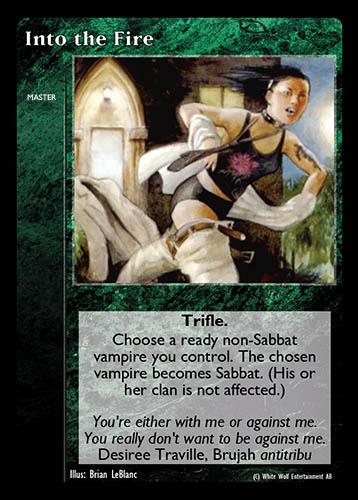 Into the Fire
MASTER
Trifle.
Choose a ready non-Sabbat
vampire you control. The chosen
vampire becomes Sabbat. (His or
her clan is not affected.)
You're either with me or against me.
You really don't want to be against me.
Desiree Traville, Brujah antitribu
Illus: Brian LeBlanc
(C) White Wolf Entertainment AB